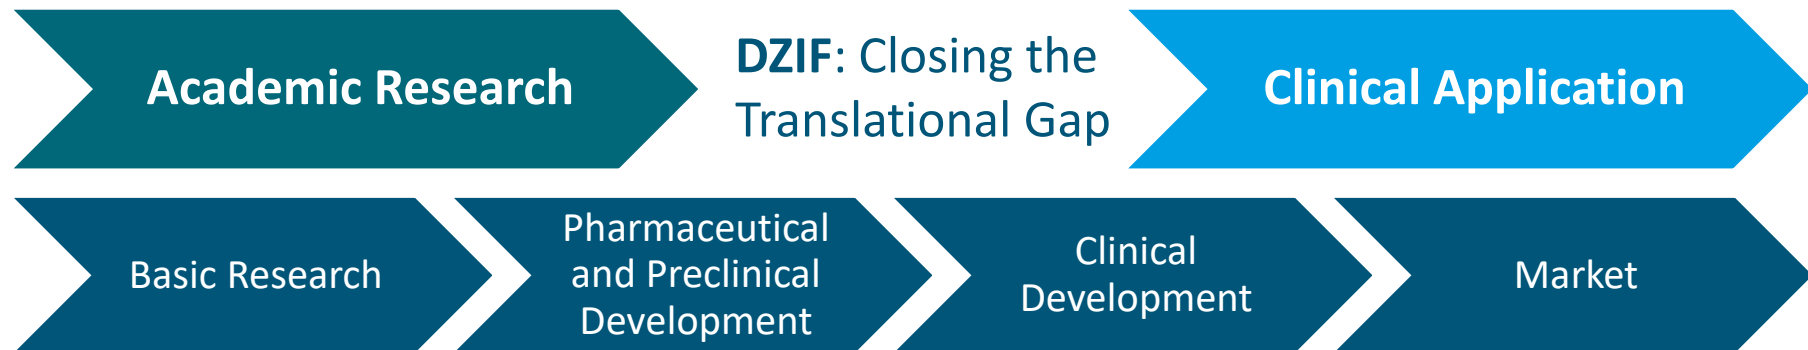 Academic Research
DZIF: Closing the
Translational Gap
Clinical Application
Basic Research
Pharmaceutical
and Preclinical
Development
Clinical
Development
Market